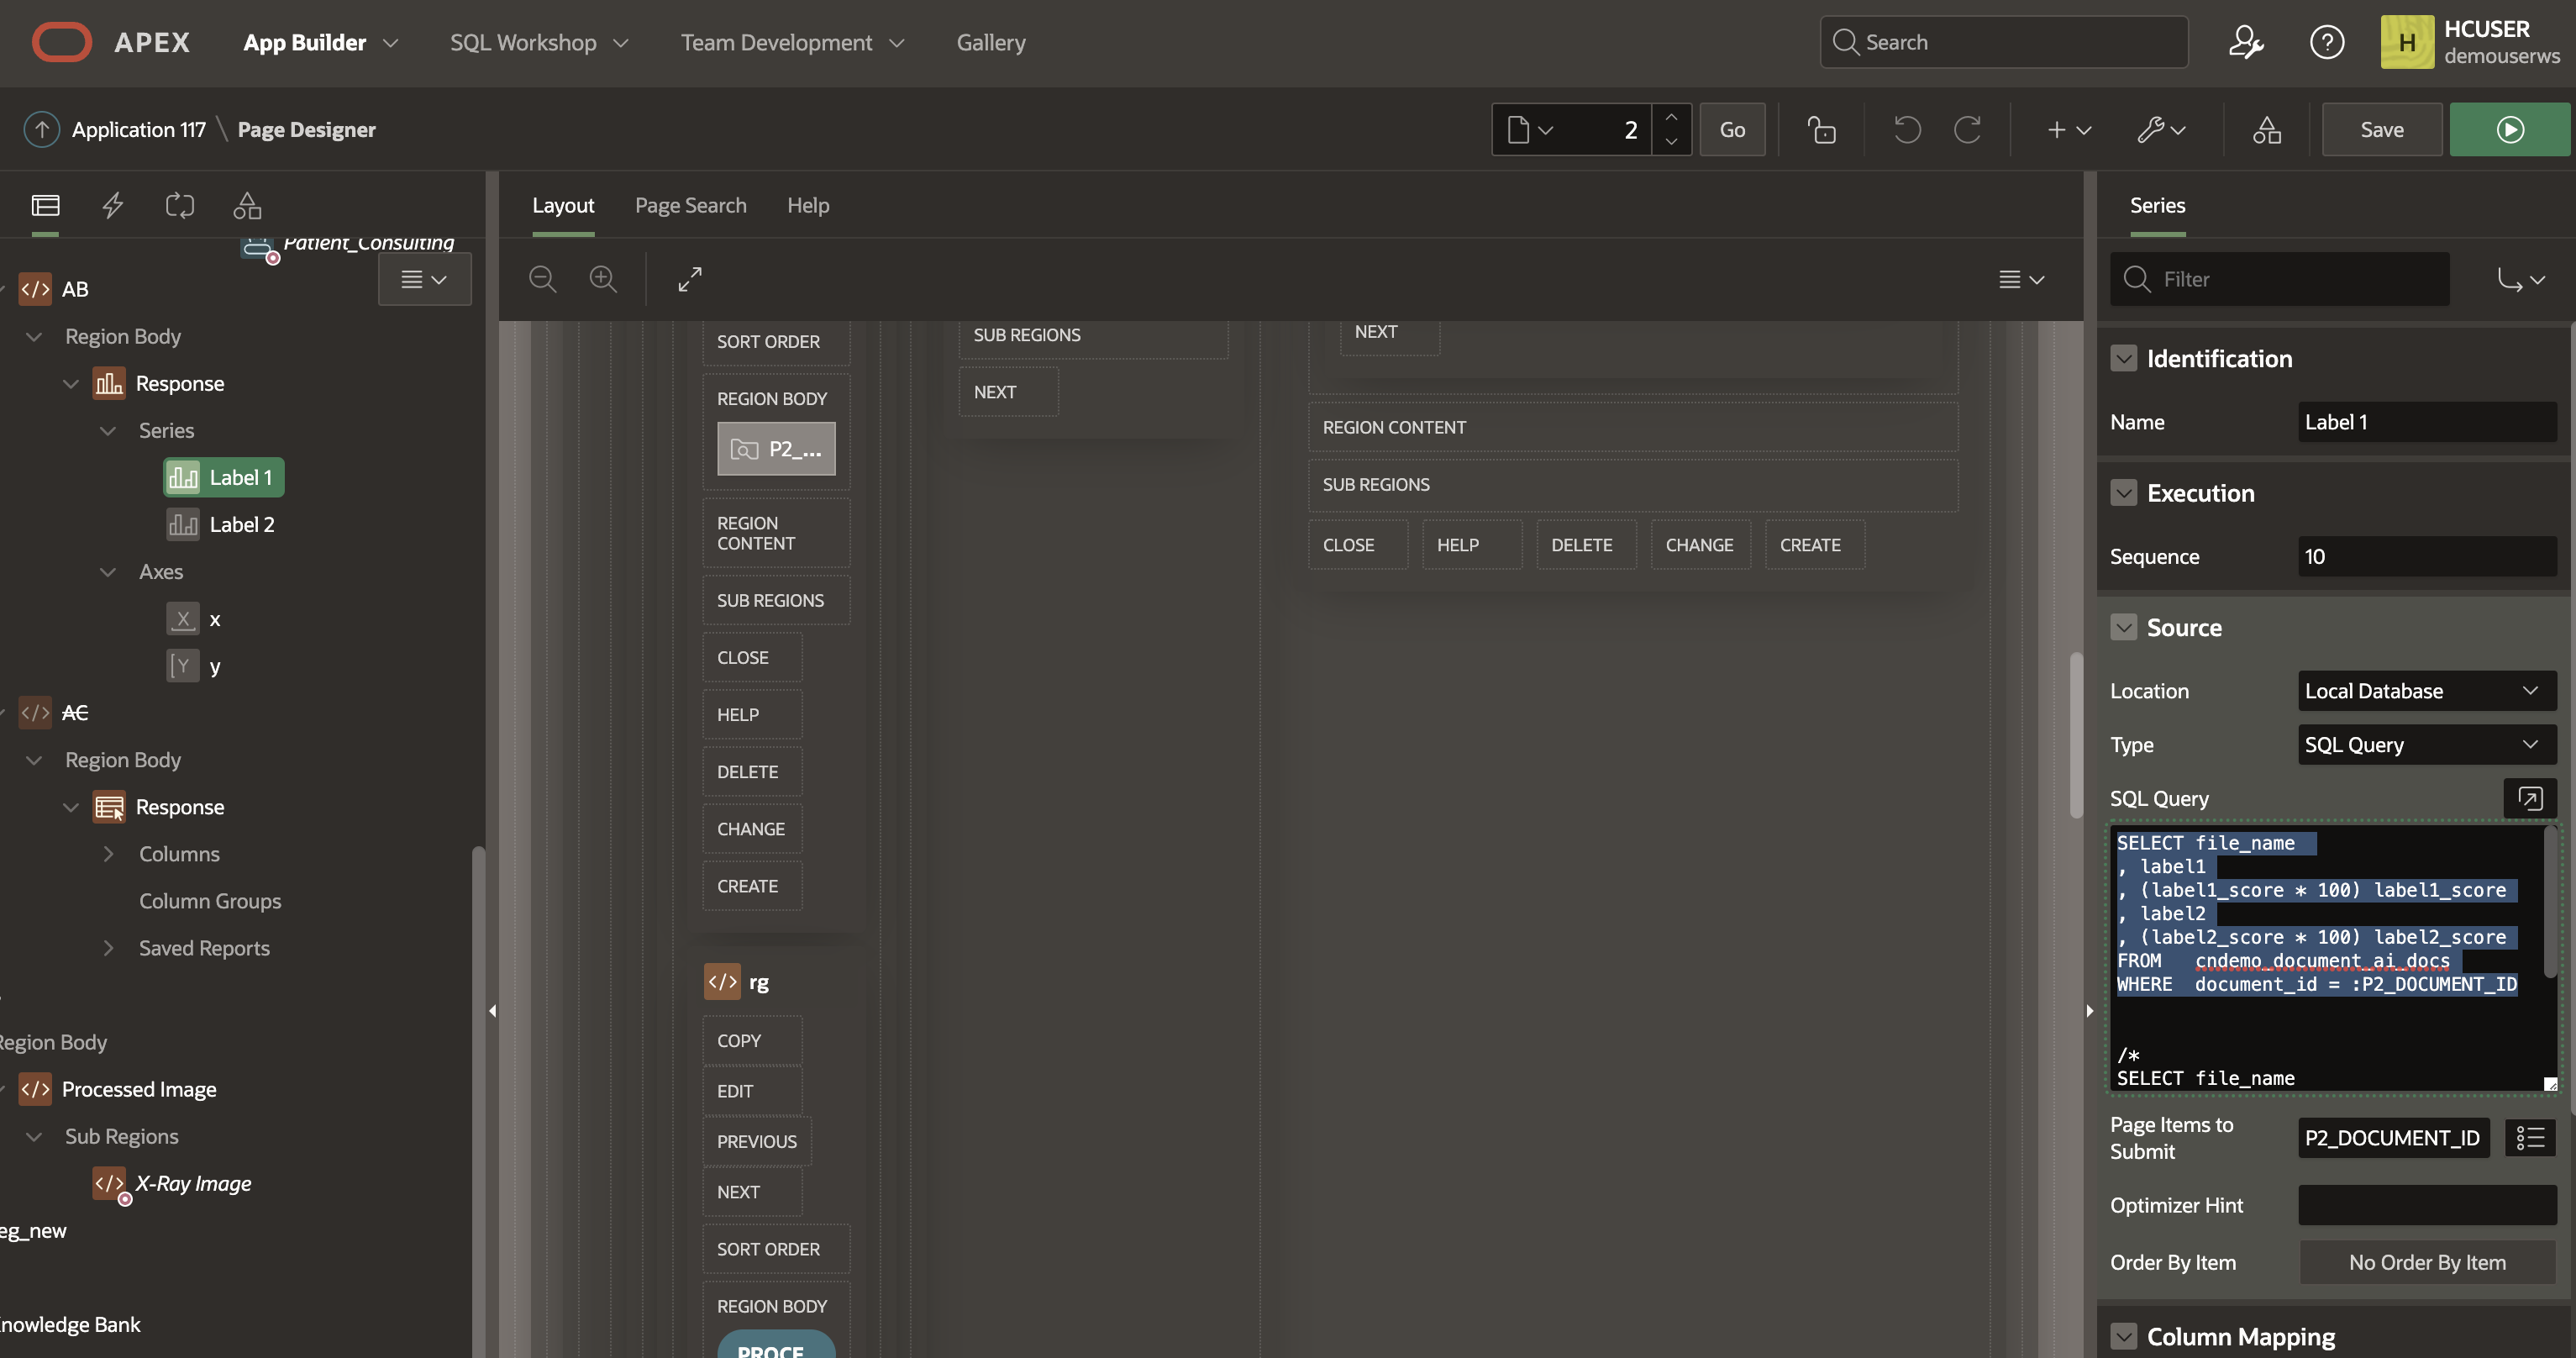 APEX
App Builder
SQL Workshop
Team Development
Gallery
Search
H
HCUSER
demouserws
Application 117 \ Page Designer
2
Go
Save
Patient_Consulting
AB
Region Body
Response
Series
Label 1
Label 2
Axes
X x
Y y
AC
Region Body
Response
Columns
Column Groups
Saved Reports
Region Body
Processed Image
Sub Regions
X-Ray Image
eg_new
nowledge Bank
Layout
Page Search
Help
SORT ORDER
REGION BODY
P2_...
REGION
CONTENT
SUB REGIONS
CLOSE
HELP
DELETE
CHANGE
CREATE
rg
COPY
EDIT
PREVIOUS
NEXT
SORT ORDER
REGION BODY
PROCE
SUB REGIONS
NEXT
NEXT
REGION CONTENT
SUB REGIONS
CLOSE
HELP
DELETE
CHANGE
CREATE
Series
Filter
Identification
Name
Label 1
Execution
Sequence
10
Source
Location
Local Database
Type
SQL Query
SQL Query
SELECT file_name
, label1
, (label1_score * 100) label1_score
, label2
, (label2_score * 100) label2_score
FROM   cndemo_document_ai_docs
WHERE  document_id = :P2_DOCUMENT_ID
/*
SELECT file_name
Page Items to
Submit
P2_DOCUMENT_ID
Optimizer Hint
Order By Item
No Order By Item
Column Mapping